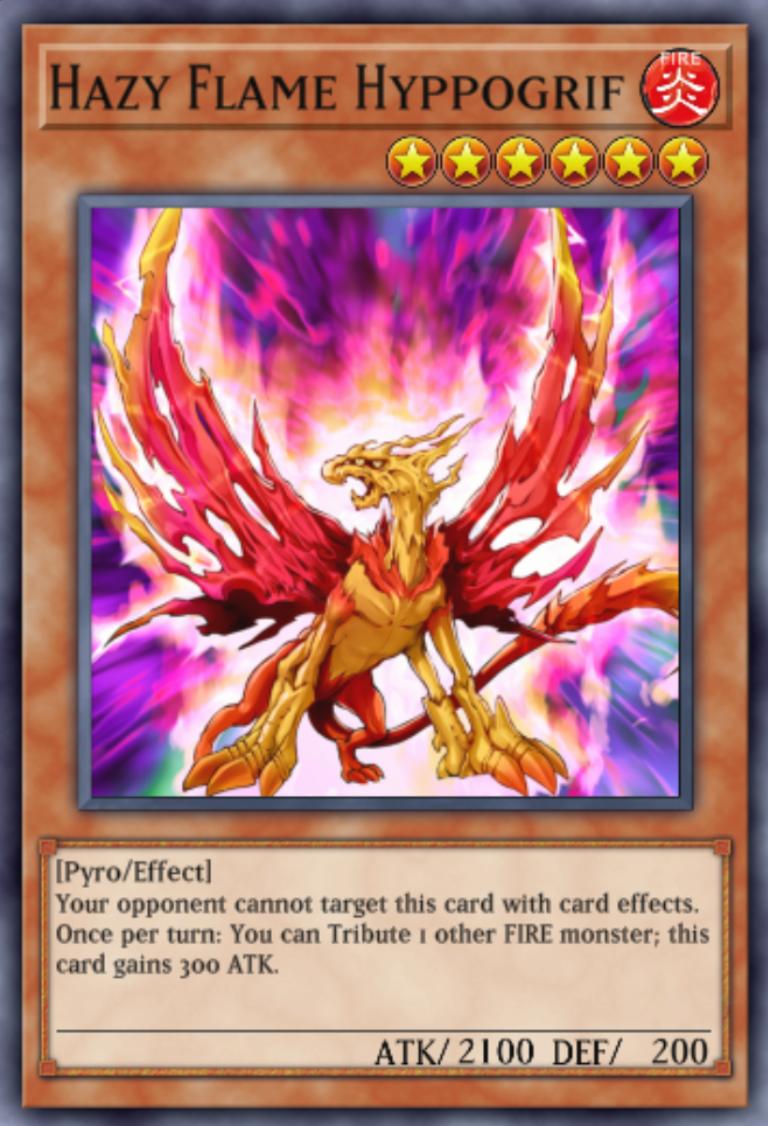 Hazy Flame Hyppogrif
FIRE
炎
[Pyro/Effect]
Your opponent cannot target this card with card effects.
Once per turn: You can Tribute 1 other FIRE monster; this
card gains 300 ATK.
ATK/ 2100 DEF/ 200